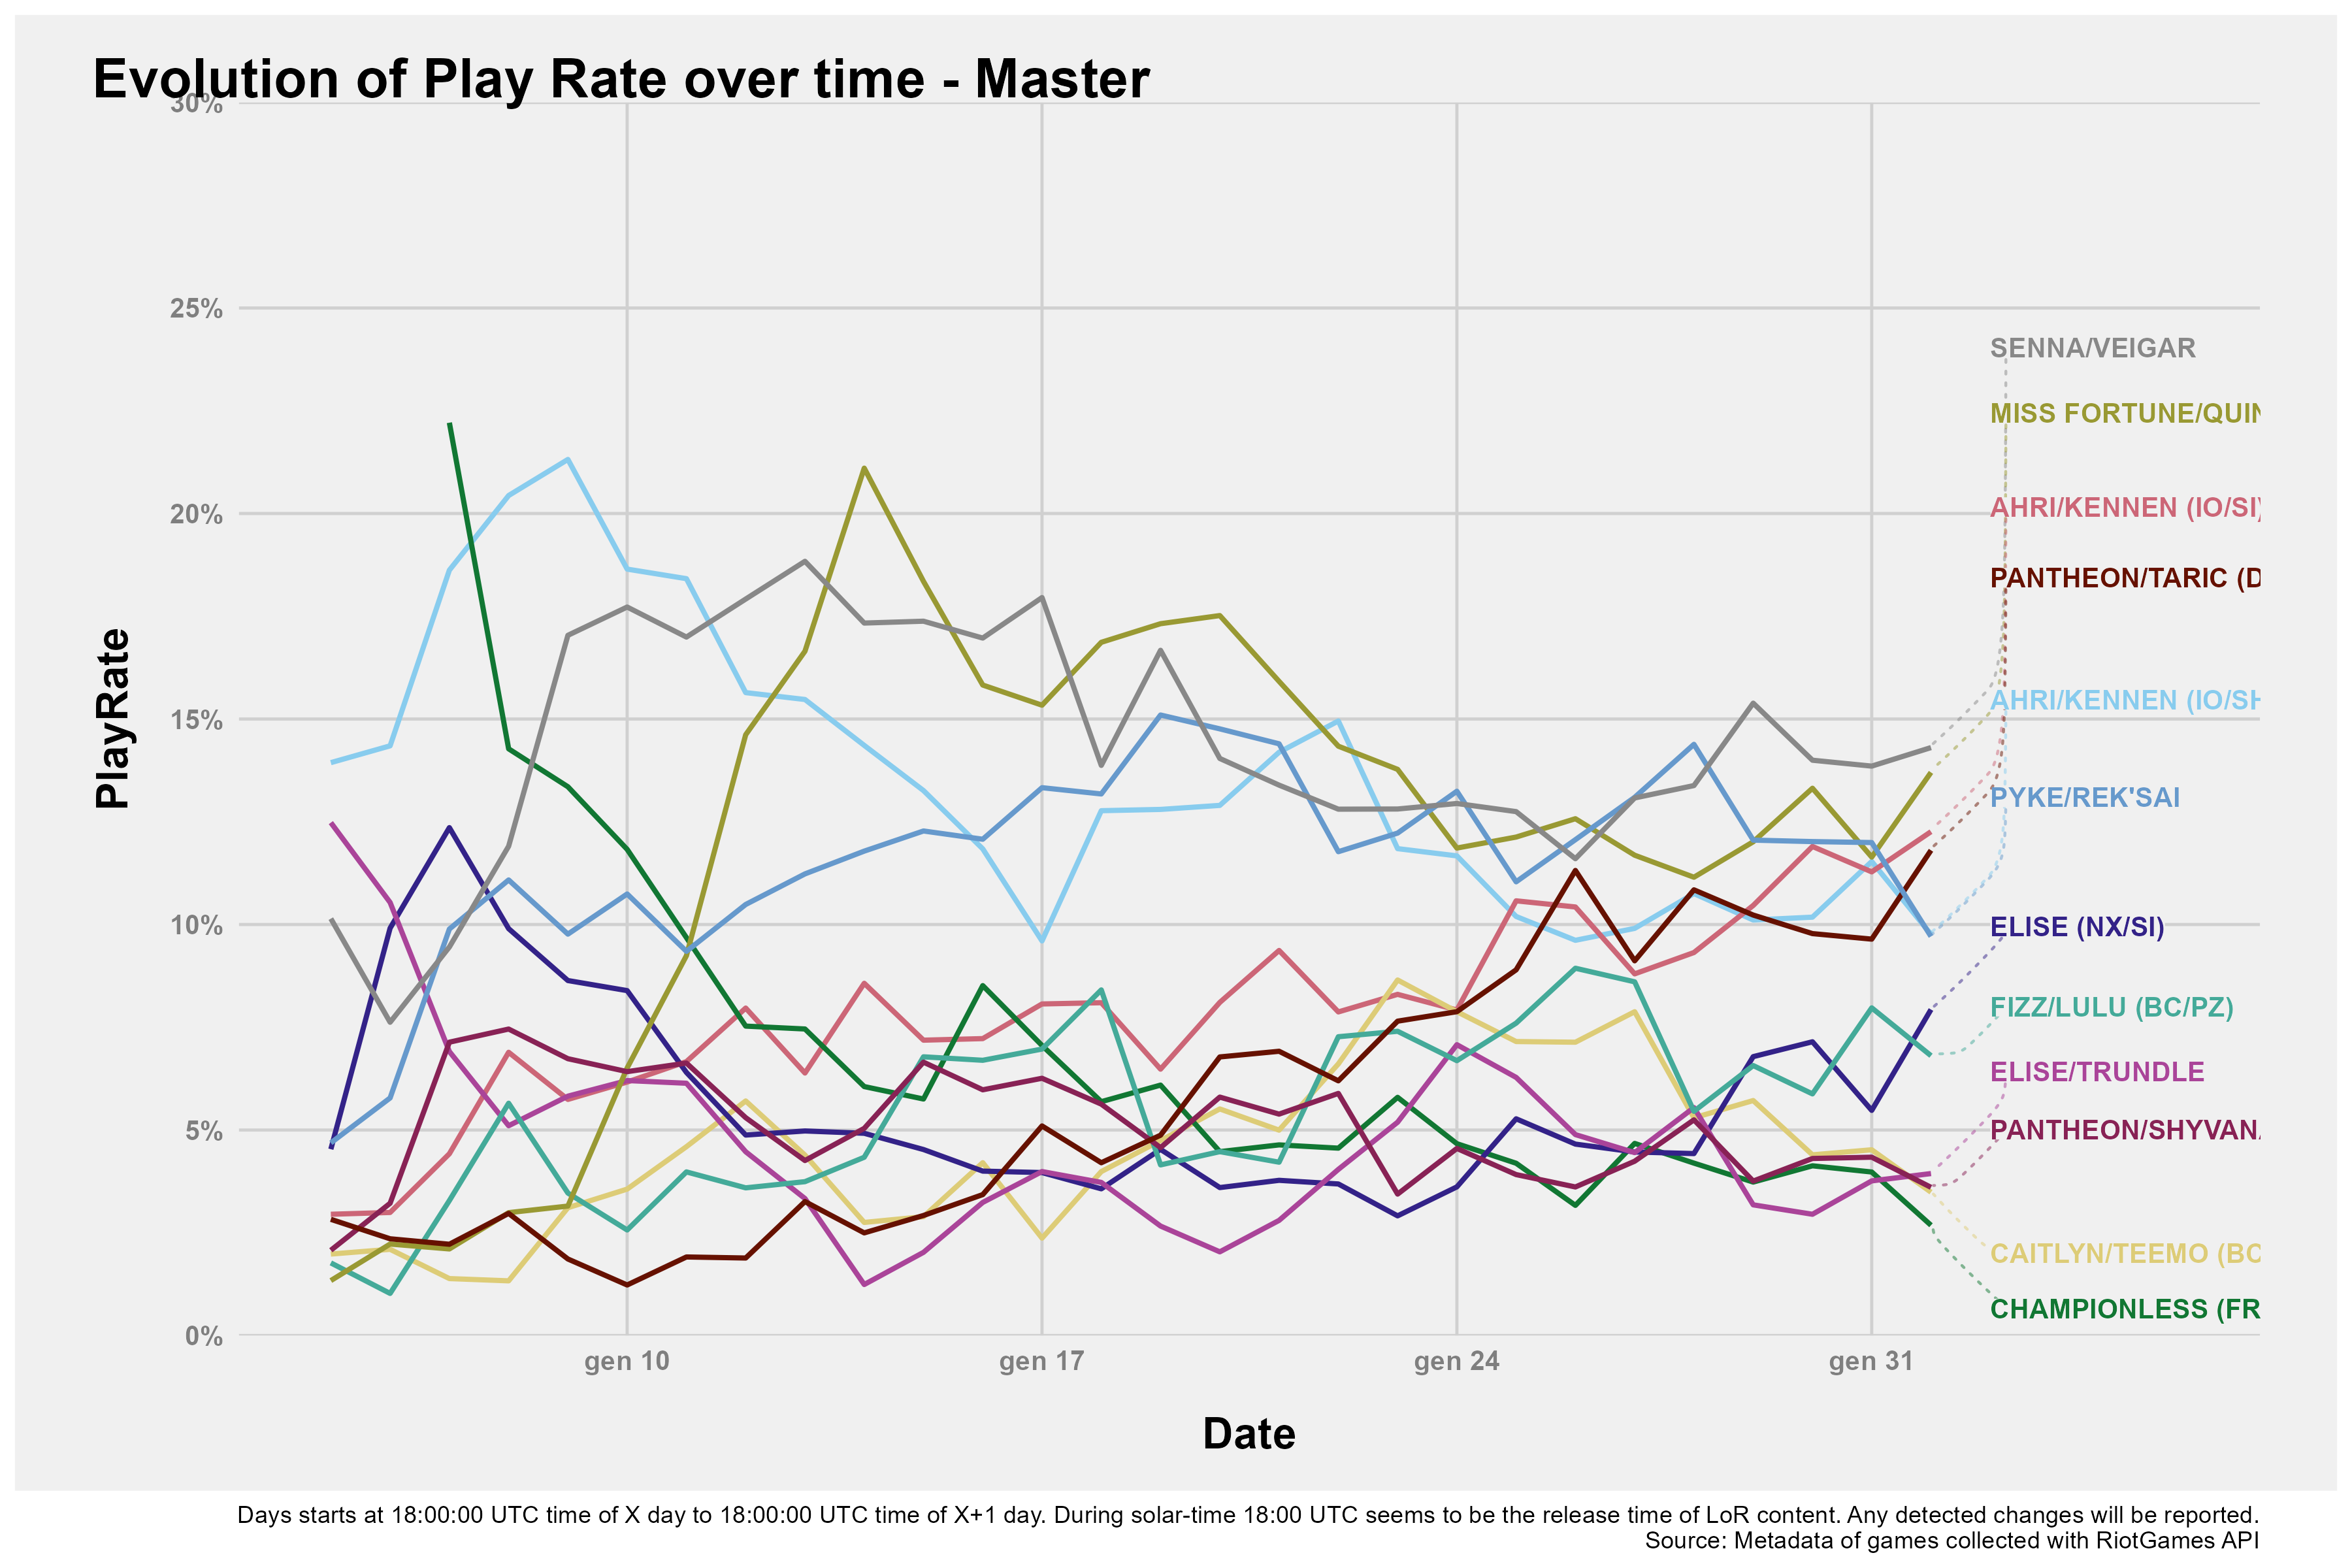 Evolution of Play Rate over time - Master
30%
25%
20%
15%
10%
5%
0%
PlayRate
SENNA/VEIGAR
MISS FORTUNE/QUIN
AHRI/KENNEN (IO/SI)
PANTHEON/TARIC (D
AHRI/KENNEN (IO/SH
PYKE/REK'SAI
ELISE (NX/SI)
FIZZ/LULU (BC/PZ)
ELISE/TRUNDLE
PANTHEON/SHYVANA
CAITLYN/TEEMO (BC
CHAMPIONLESS (FR
gen 10
gen 17
gen 24
gen 31
Date
Days starts at 18:00:00 UTC time of X day to 18:00:00 UTC time of X+1 day. During solar-time 18:00 UTC seems to be the release time of LoR content. Any detected changes will be reported.
Source: Metadata of games collected with RiotGames API